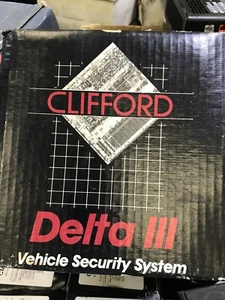 CLIFFORD
Delta III
Vehicle Security System